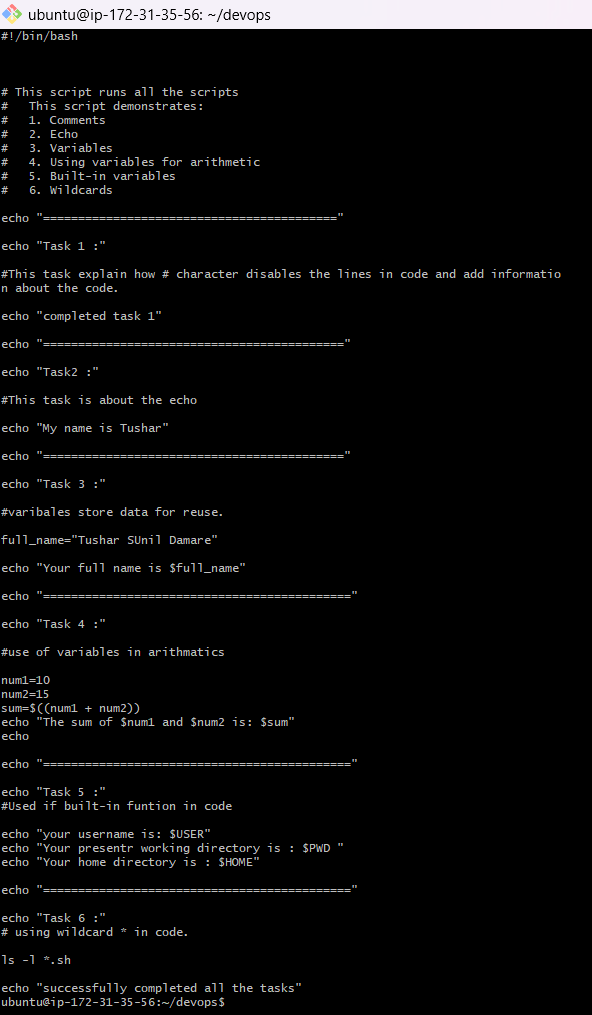 ubuntu@ip-172-31-35-56: ~/devops
#!/bin/bash
# This script runs all the scripts
#   This script demonstrates:
#   1. Comments
#   2. Echo
#   3. Variables
#   4. Using variables for arithmetic
#   5. Built-in variables
#   6. Wildcards
echo "=========================================="
echo "Task 1 :"
#This task explain how # character disables the lines in code and add informatio
n about the code.
echo "completed task 1"
echo "==========================================="
echo "Task2 :"
#This task is about the echo
echo "My name is Tushar"
echo "==========================================="
echo "Task 3 :"
#varibales store data for reuse.
full_name="Tushar SUnil Damare"
echo "Your full name is $full_name"
echo "============================================"
echo "Task 4 :"
#use of variables in arithmatics
num1=10
num2=15
sum=$((num1 + num2))
echo "The sum of $num1 and $num2 is: $sum"
echo
echo "============================================"
echo "Task 5 :"
#Used if built-in funtion in code
echo "your username is: $USER"
echo "Your presentr working directory is : $PWD "
echo "Your home directory is : $HOME"
echo "============================================"
echo "Task 6 :"
# using wildcard * in code.
ls -l *.sh
echo "successfully completed all the tasks"
ubuntu@ip-172-31-35-56:~/devops$